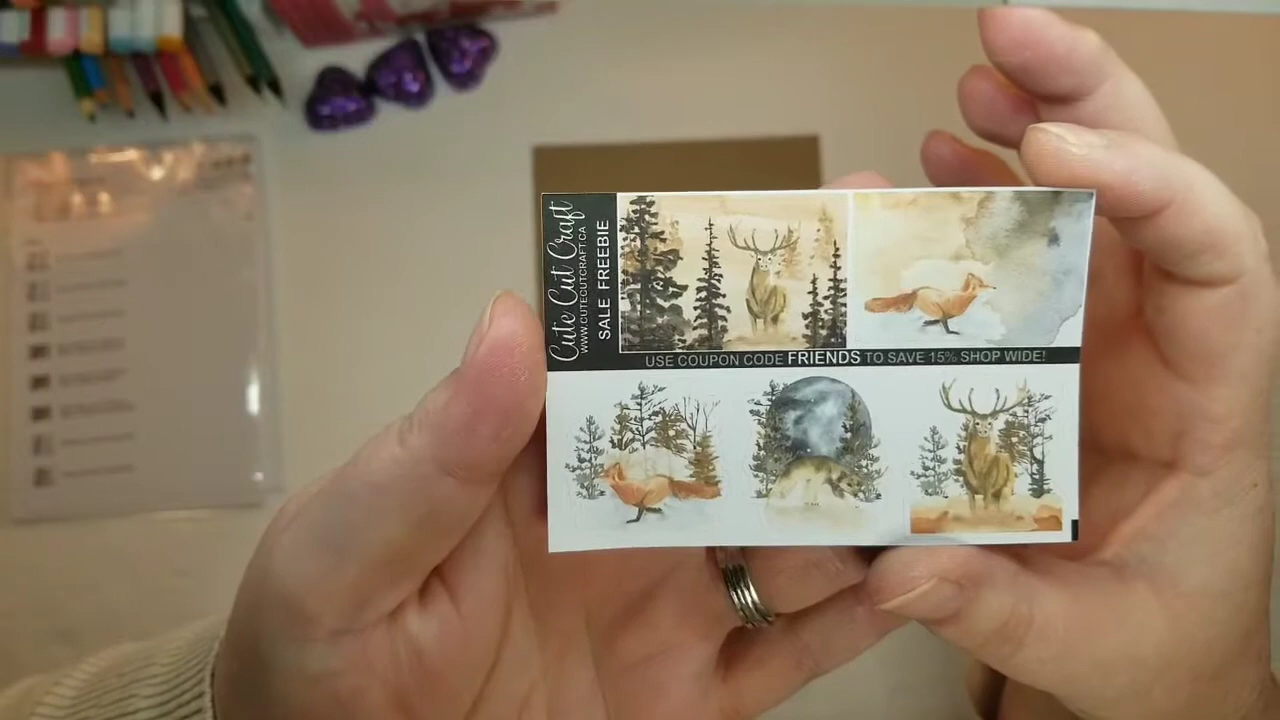 Cute Cut Craft
WWW.CUTECUTCRAFT.CA
SALE FREEBIE
USE COUPON CODE FRIENDS TO SAVE 15% SHOP WIDE!